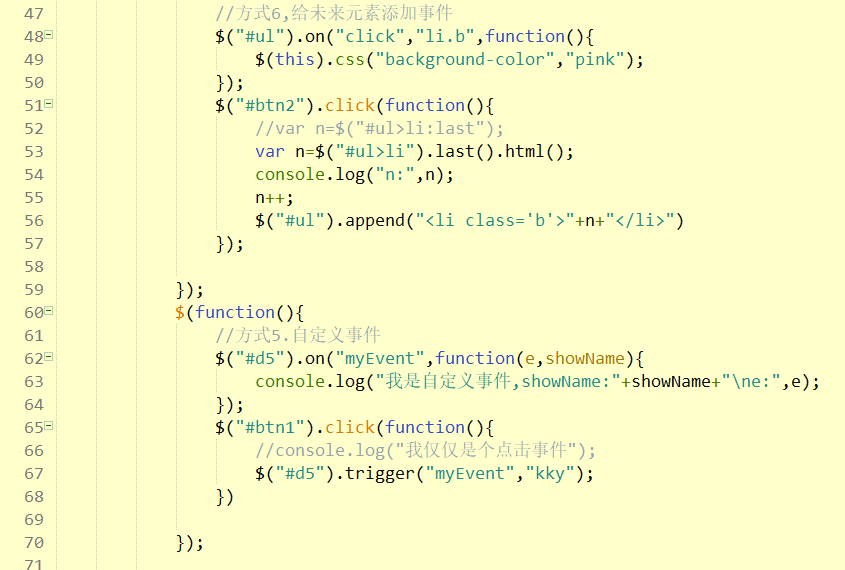 47 //方式6,给未来元素添加事件
48 $("#ul").on("click","li.b",function(){
49 $(this).css("background-color","pink");
50 });
51 $("#btn2").click(function(){
52 //var n=$("#ul>li:last");
53 var n=$("#ul>li").last().html();
54 console.log("n:",n);
55 n++;
56 $("#ul").append("<li class='b'>"+n+"</li>")
57 });
58
59 });
60 $(function(){
61 //方式5.自定义事件
62 $("#d5").on("myEvent",function(e,showName){
63 console.log("我是自定义事件,showName:"+showName+"\ne:",e);
64 });
65 $("#btn1").click(function(){
66 //console.log("我仅仅是个点击事件");
67 $("#d5").trigger("myEvent","kky");
68 })
69
70 });
71